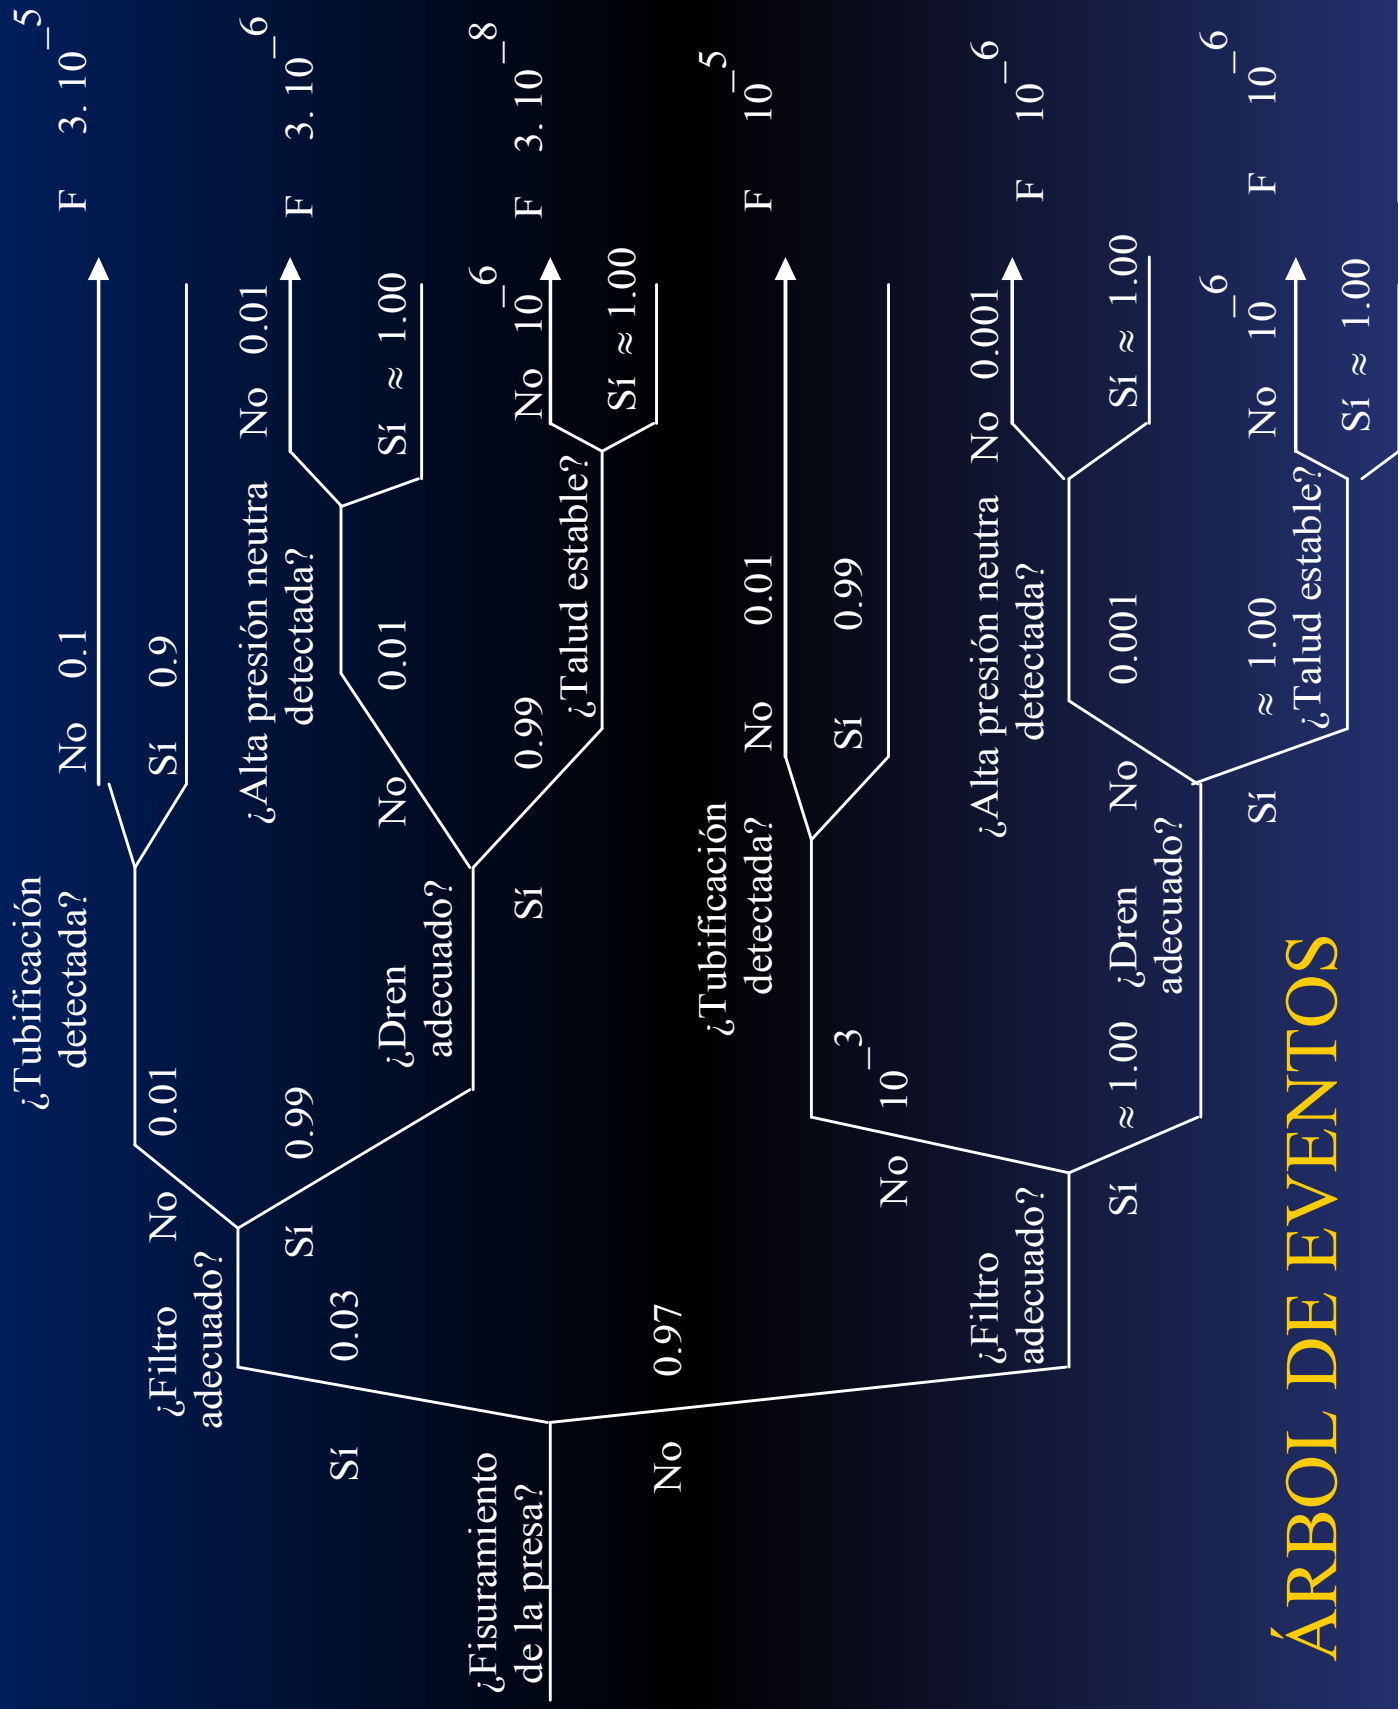 ¿Tubificación
detectada?
No 0.1
F 3. 10^–5
Sí 0.9
¿Filtro
adecuado?
No 0.01
Sí 0.99
¿Alta presión neutra
detectada?
No 0.01
F 3. 10^–6
Sí ≈ 1.00
Sí 0.03
¿Dren
adecuado?
No 0.01
Sí 0.99
¿Talud estable?
No 10^–6
F 3. 10^–8
Sí ≈ 1.00
¿Fisuramiento
de la presa?
No 0.97
¿Tubificación
detectada?
No 0.01
F 10^–5
Sí 0.99
¿Filtro
adecuado?
No 10^–3
Sí ≈ 1.00
¿Alta presión neutra
detectada?
No 0.001
F 10^–6
Sí ≈ 1.00
¿Dren
adecuado?
No 0.001
Sí ≈ 1.00
¿Talud estable?
No 10^–6
F 10^–6
Sí ≈ 1.00
ÁRBOL DE EVENTOS